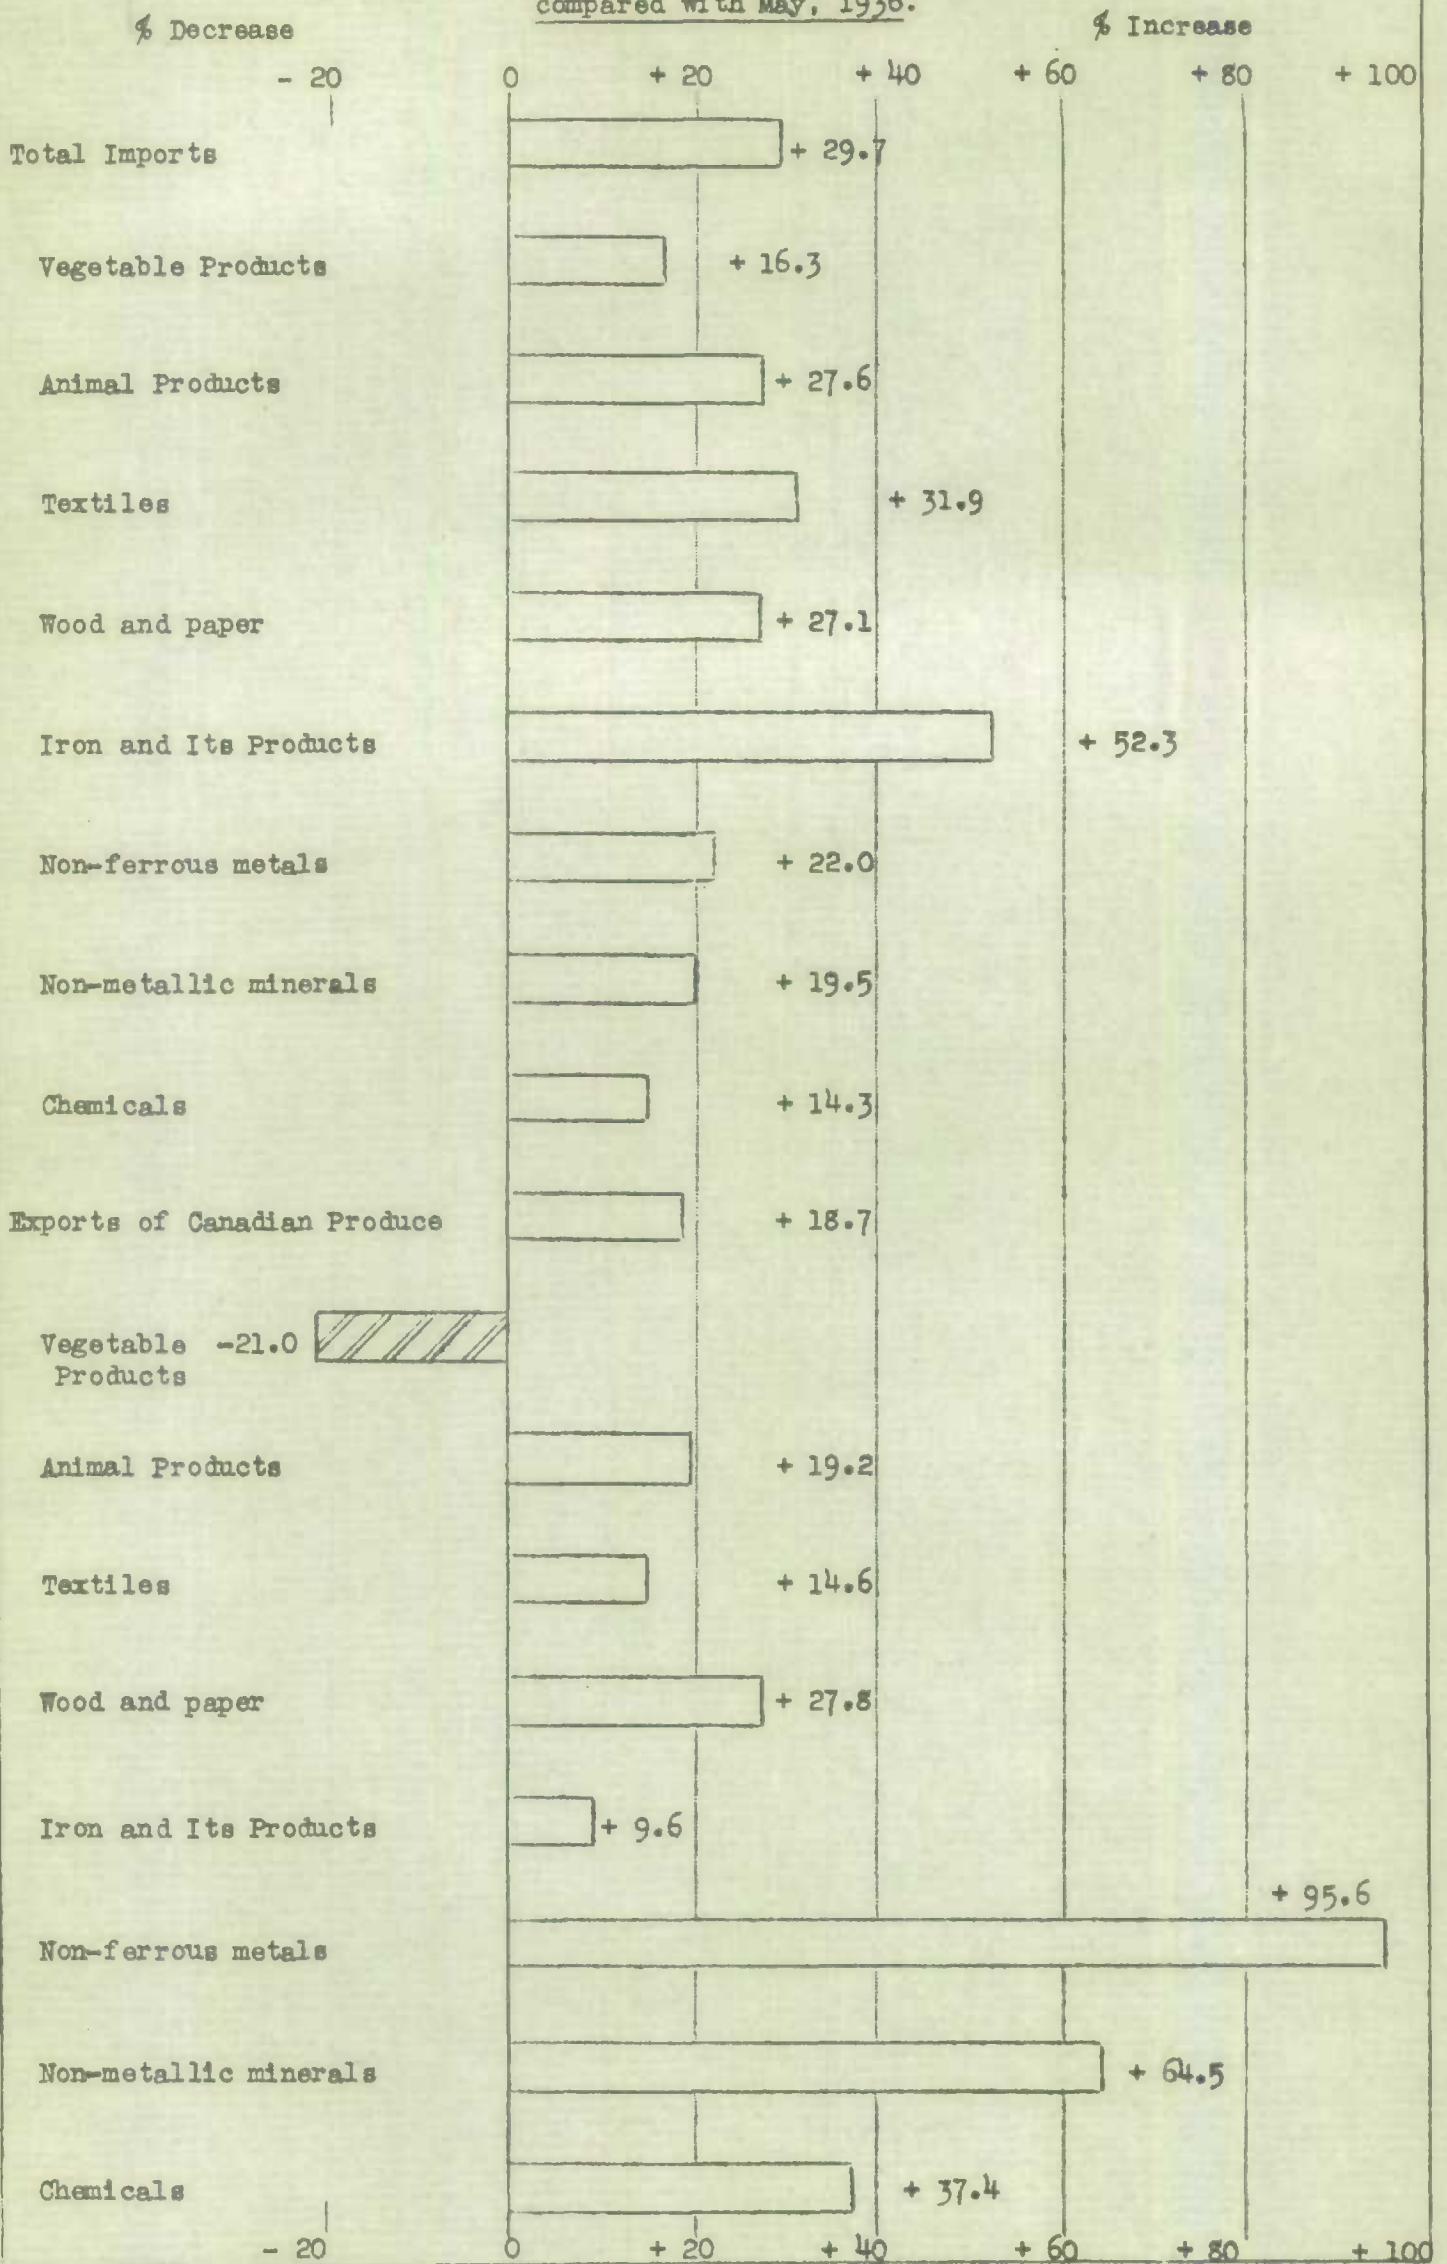 compared with May, 1936.
% Decrease % Increase
- 20 0 + 20 + 40 + 60 + 80 + 100
Total Imports + 29.7
Vegetable Products + 16.3
Animal Products + 27.6
Textiles + 31.9
Wood and paper + 27.1
Iron and Its Products + 52.3
Non-ferrous metals + 22.0
Non-metallic minerals + 19.5
Chemicals + 14.3
Exports of Canadian Produce + 18.7
Vegetable -21.0
Products
Animal Products + 19.2
Textiles + 14.6
Wood and paper + 27.8
Iron and Its Products + 9.6
+ 95.6
Non-ferrous metals
Non-metallic minerals + 64.5
Chemicals + 37.4
- 20 0 + 20 + 40 + 60 + 80 + 100